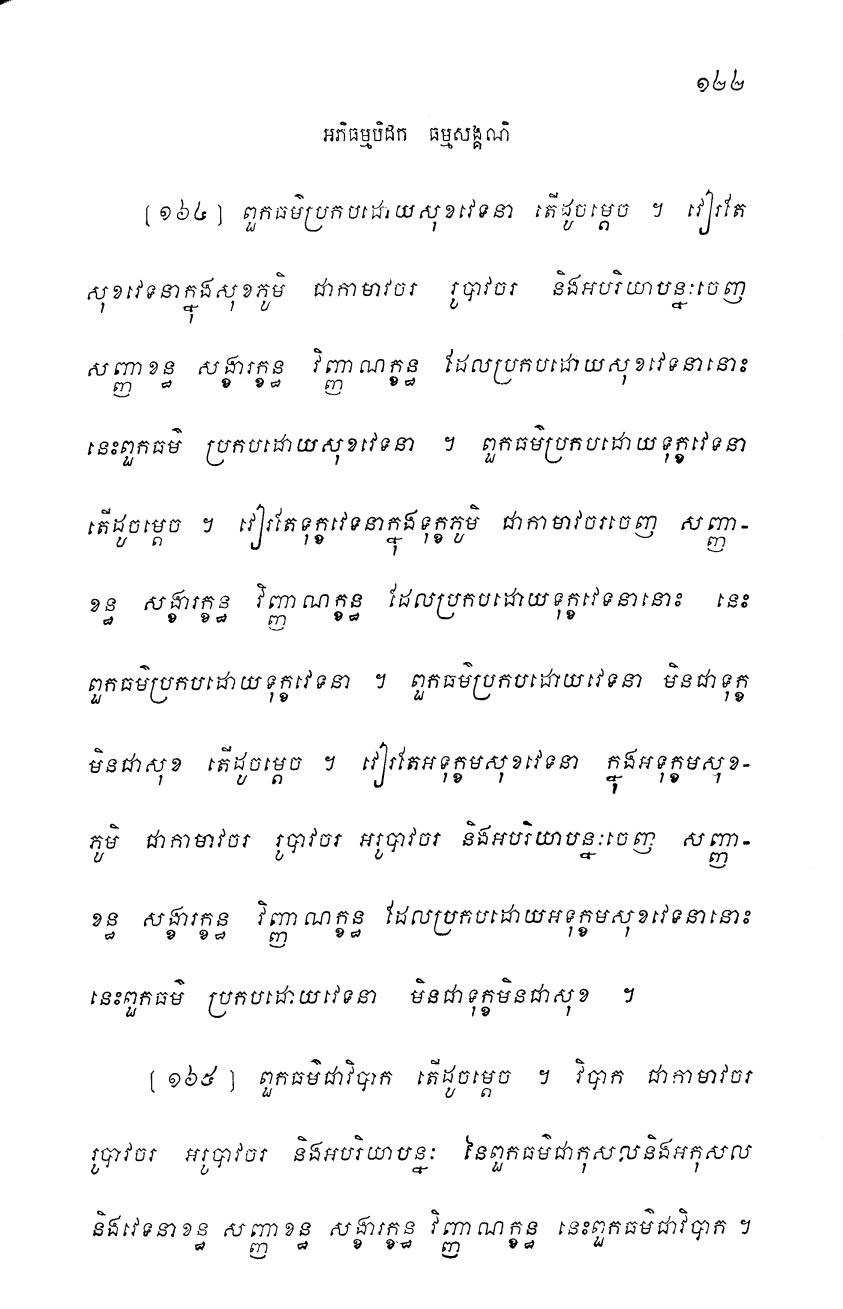 ១២២
អភិធម្មបិដក ធម្មសង្គណិ
[១៦៤] ពួកធម៌ប្រកបដោយសុខវេទនា តើដូចម្តេច ។ វៀរតែ
សុខវេទនាក្នុងសុខភូមិ ជាកាមាវចរ រូបាវចរ និងអបរិយាបន្នៈចេញ
សញ្ញាខន្ធ សង្ខារក្ខន្ធ វិញ្ញាណក្ខន្ធ ដែលប្រកបដោយសុខវេទនានោះ
នេះពួកធម៌ ប្រកបដោយសុខវេទនា ។ ពួកធម៌ប្រកបដោយទុក្ខវេទនា
តើដូចម្តេច ។ វៀរតែទុក្ខវេទនាក្នុងទុក្ខភូមិ ជាកាមាវចរចេញ សញ្ញា-
ខន្ធ សង្ខារក្ខន្ធ វិញ្ញាណក្ខន្ធ ដែលប្រកបដោយទុក្ខវេទនានោះ នេះ
ពួកធម៌ប្រកបដោយទុក្ខវេទនា ។ ពួកធម៌ប្រកបដោយវេទនា មិនជាទុក្ខ
មិនជាសុខ តើដូចម្តេច ។ វៀរតែអទុក្ខមសុខវេទនា ក្នុងអទុក្ខមសុខ-
ភូមិ ជាកាមាវចរ រូបាវចរ អរូបាវចរ និងអបរិយាបន្នៈចេញ សញ្ញា-
ខន្ធ សង្ខារក្ខន្ធ វិញ្ញាណក្ខន្ធ ដែលប្រកបដោយអទុក្ខមសុខវេទនានោះ
នេះពួកធម៌ ប្រកបដោយវេទនា មិនជាទុក្ខមិនជាសុខ ។
[១៦៥] ពួកធម៌ជាវិបាក តើដូចម្តេច ។ វិបាក ជាកាមាវចរ
រូបាវចរ អរូបាវចរ និងអបរិយាបន្នៈ នៃពួកធម៌ជាកុសលនិងអកុសល
និងវេទនាខន្ធ សញ្ញាខន្ធ សង្ខារក្ខន្ធ វិញ្ញាណក្ខន្ធ នេះពួកធម៌ជាវិបាក ។